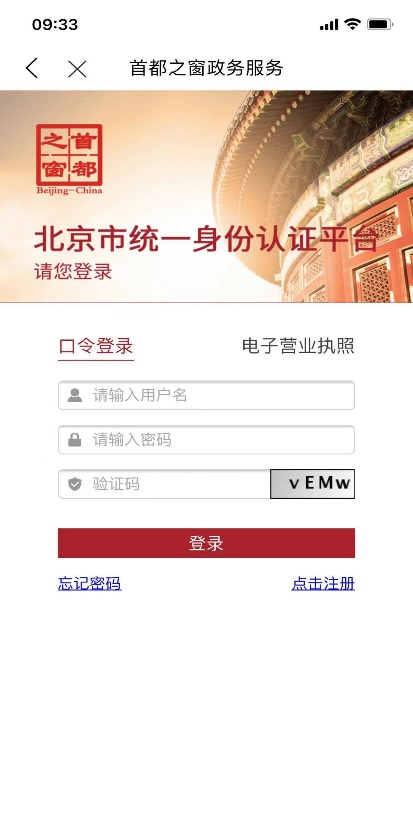 09:33
首都之窗政务服务
首都之窗
Beijing-China
北京市统一身份认证平台
请您登录
口令登录 电子营业执照
请输入用户名
请输入密码
验证码 vEMw
登录
忘记密码 点击注册